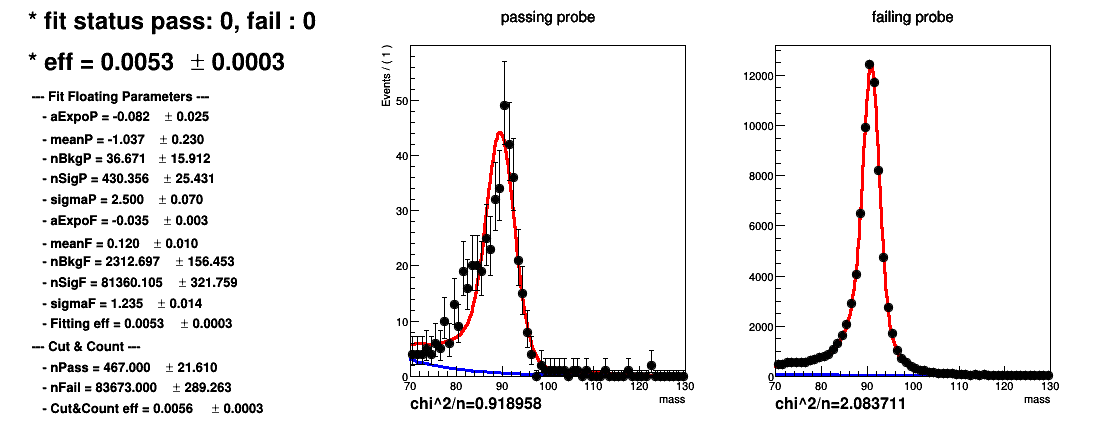 * fit status pass: 0, fail : 0
* eff = 0.0053 ± 0.0003
--- Fit Floating Parameters ---
- aExpoP = -0.082 ± 0.025
- meanP = -1.037 ± 0.230
- nBkgP = 36.671 ± 15.912
- nSigP = 430.356 ± 25.431
- sigmaP = 2.500 ± 0.070
- aExpoF = -0.035 ± 0.003
- meanF = 0.120 ± 0.010
- nBkgF = 2312.697 ± 156.453
- nSigF = 81360.105 ± 321.759
- sigmaF = 1.235 ± 0.014
- Fitting eff = 0.0053 ± 0.0003
--- Cut & Count ---
- nPass = 467.000 ± 21.610
- nFail = 83673.000 ± 289.263
- Cut&Count eff = 0.0056 ± 0.0003
passing probe
Events / ( 1 )
50
40
30
20
10
0
70 80 90 100 110 120 130
mass
chi^2/n=0.918958
failing probe
12000
10000
8000
6000
4000
2000
0
70 80 90 100 110 120 130
mass
chi^2/n=2.083711